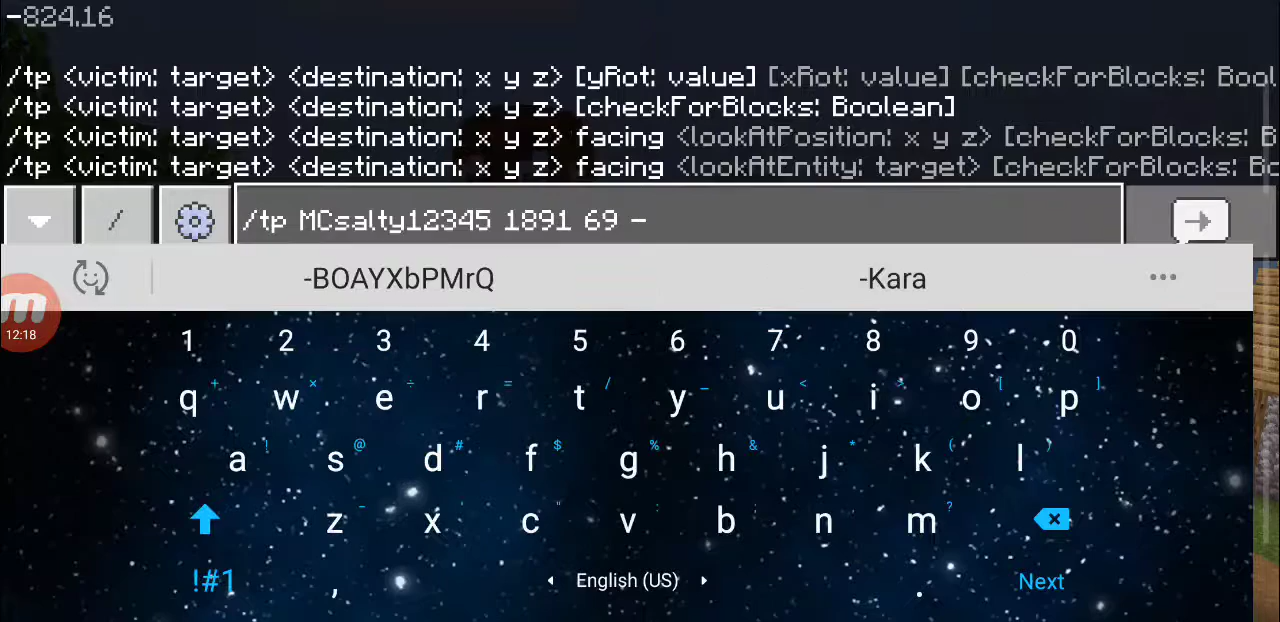 -824.16
/tp <victim: target> <destination: x y z> [yRot: value] [xRot: value] [checkForBlocks: Bool
/tp <victim: target> <destination: x y z> [checkForBlocks: Boolean]
/tp <victim: target> <destination: x y z> facing <lookAtPosition: x y z> [checkForBlocks: B
/tp <victim: target> <destination: x y z> facing <lookAtEntity: target> [checkForBlocks: Bo
/ /tp MCsalty12345 1891 69 -
-BOAYXbPMrQ -Kara •••
m
12:18
1 2 3 4 5 6 7 8 9 0
q + w × e ÷ r = t / y _ u < i > o [ p ]
a ! s @ d # f $ g % h & j * k ( l )
z - x ' c " v : b ; n , m ?
!#1 , English (US) . Next